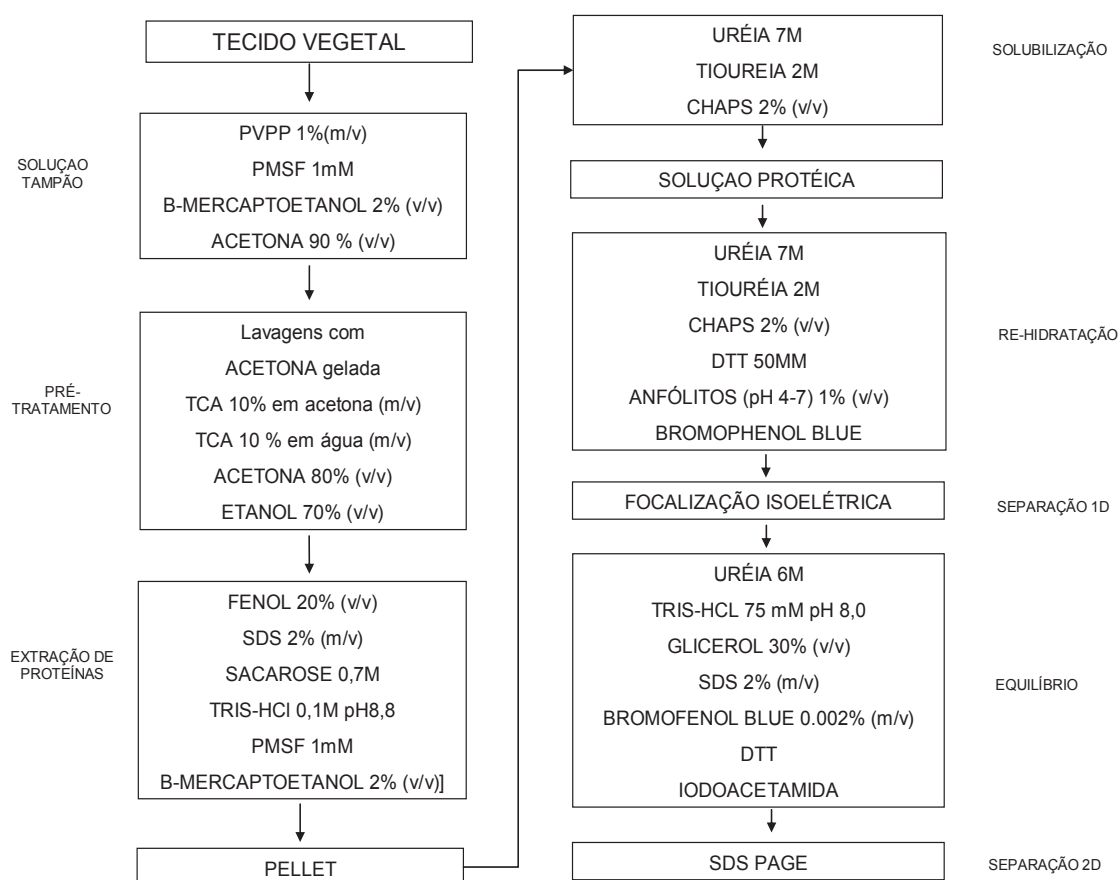 TECIDO VEGETAL
SOLUÇAO
TAMPÃO
PVPP 1%(m/v)
PMSF 1mM
B-MERCAPTOETANOL 2% (v/v)
ACETONA 90 % (v/v)
PRÉ-
TRATAMENTO
Lavagens com
ACETONA gelada
TCA 10% em acetona (m/v)
TCA 10 % em água (m/v)
ACETONA 80% (v/v)
ETANOL 70% (v/v)
EXTRAÇÃO DE
PROTEÍNAS
FENOL 20% (v/v)
SDS 2% (m/v)
SACAROSE 0,7M
TRIS-HCl 0,1M pH8,8
PMSF 1mM
B-MERCAPTOETANOL 2% (v/v)]
PELLET
URÉIA 7M
TIOUREIA 2M
CHAPS 2% (v/v)
SOLUBILIZAÇÃO
SOLUÇAO PROTÉICA
URÉIA 7M
TIOURÉIA 2M
CHAPS 2% (v/v)
DTT 50MM
ANFÓLITOS (pH 4-7) 1% (v/v)
BROMOPHENOL BLUE
RE-HIDRATAÇÃO
FOCALIZAÇÃO ISOELÉTRICA
SEPARAÇÃO 1D
URÉIA 6M
TRIS-HCL 75 mM pH 8,0
GLICEROL 30% (v/v)
SDS 2% (m/v)
BROMOFENOL BLUE 0.002% (m/v)
DTT
IODOACETAMIDA
EQUILÍBRIO
SDS PAGE
SEPARAÇÃO 2D